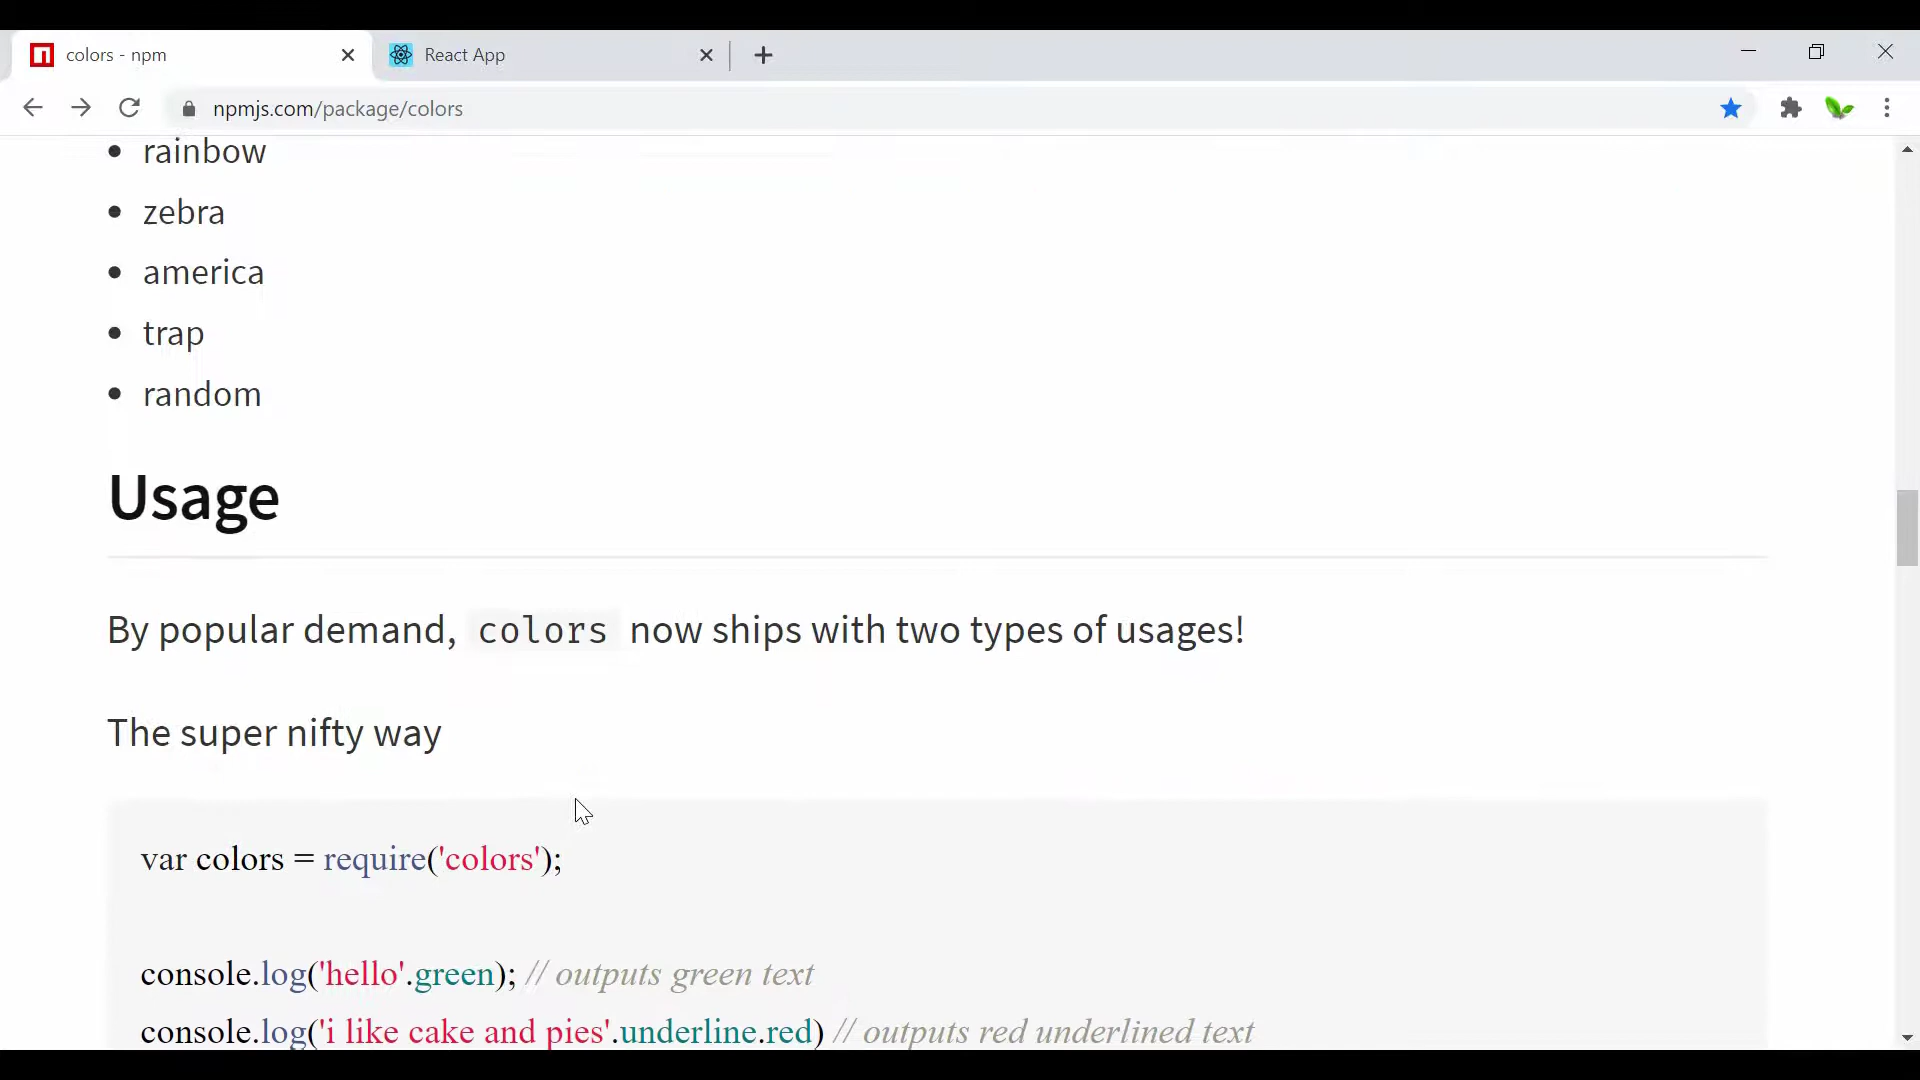 colors - npm
React App
npmjs.com/package/colors
• rainbow
• zebra
• america
• trap
• random
Usage
By popular demand, colors now ships with two types of usages!
The super nifty way
var colors = require('colors');
console.log('hello'.green); // outputs green text
console.log('i like cake and pies'.underline.red) // outputs red underlined text